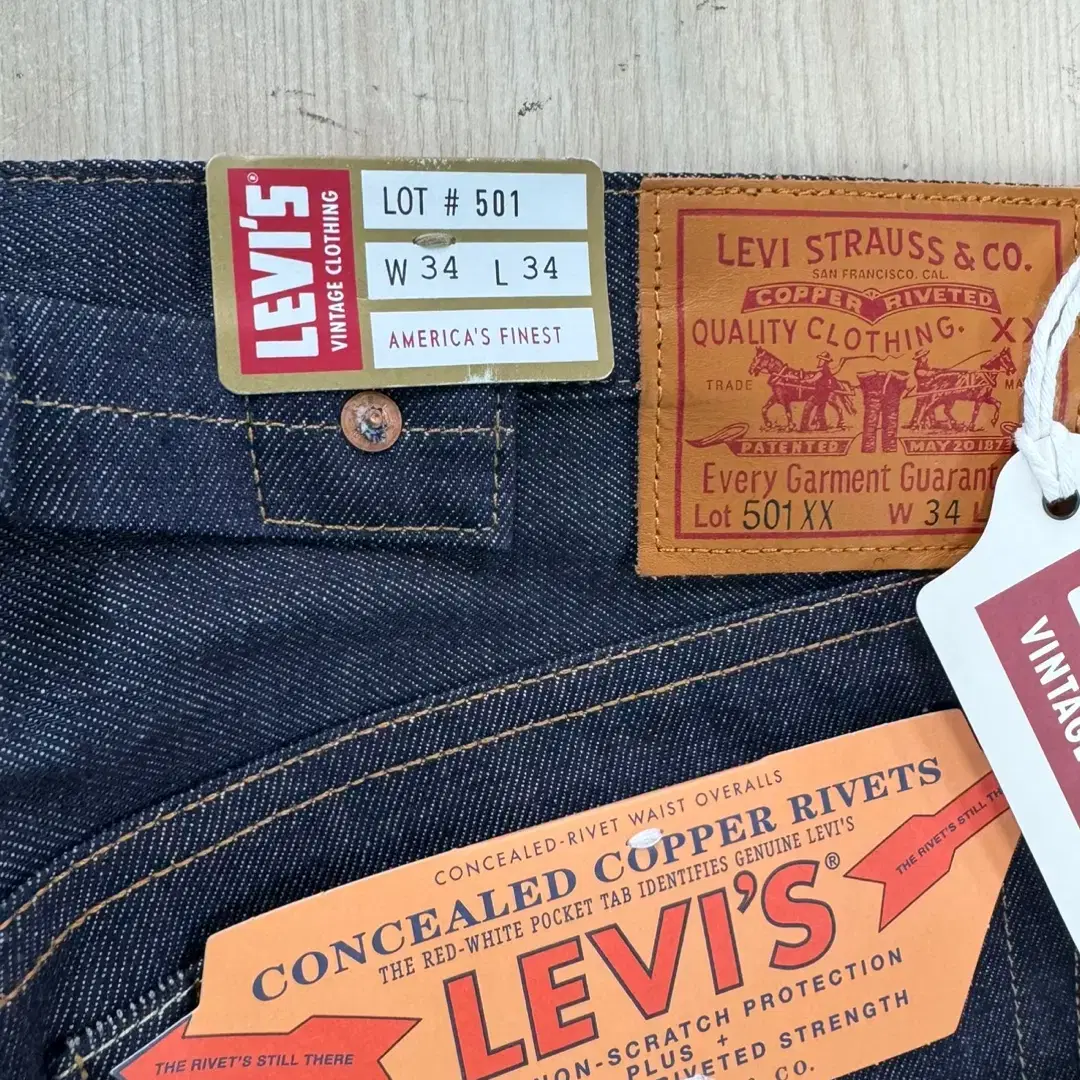 LEVI'S®
VINTAGE CLOTHING
LOT # 501
W 34 L 34
AMERICA'S FINEST
LEVI STRAUSS & CO.
SAN FRANCISCO, CAL.
COPPER RIVETED
QUALITY CLOTHING.
TRADE
PATENTED MAY 20 1873
Every Garment
Lot 501XX W 34
VINTAGE
CONCEALED-RIVET WAIST OVERALLS
CONCEALED COPPER RIVETS
THE RED-WHITE POCKET TAB IDENTIFIES GENUINE LEVI'S
LEVI'S®
THE RIVET'S STILL
THE RIVET'S STILL THERE
NON-SCRATCH PROTECTION
PLUS +
RIVETED STRENGTH
Co.